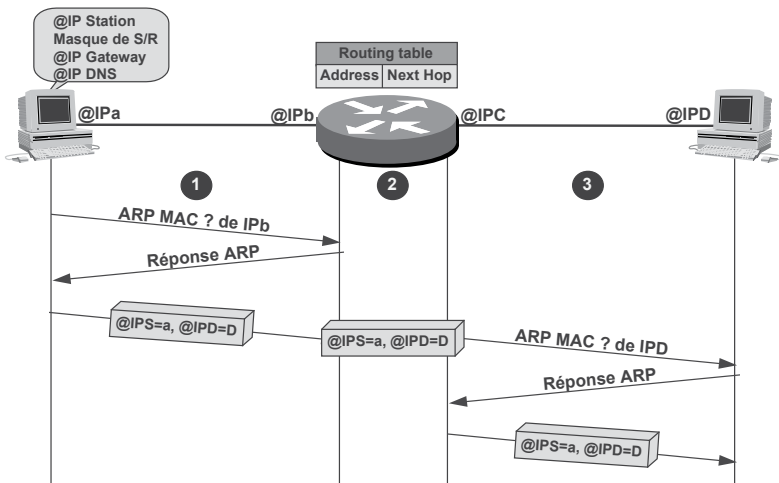 @IP Station
Masque de S/R
@IP Gateway
@IP DNS
Routing table
Address Next Hop
@IPa
@IPb
@IPC
@IPD
1
2
3
ARP MAC ? de IPb
Réponse ARP
@IPS=a, @IPD=D
@IPS=a, @IPD=D
ARP MAC ? de IPD
Réponse ARP
@IPS=a, @IPD=D